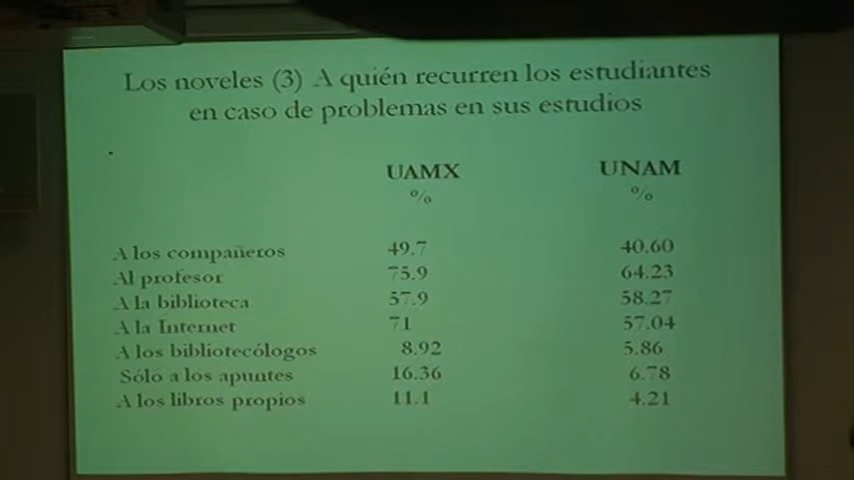 Los noveles (3) A quién recurren los estudiantes
en caso de problemas en sus estudios
UAMX UNAM
% %
A los compañeros 49.7 40.60
Al profesor 75.9 64.23
A la biblioteca 57.9 58.27
A la Internet 71 57.04
A los bibliotecólogos 8.92 5.86
Sólo a los apuntes 16.36 6.78
A los libros propios 11.1 4.21